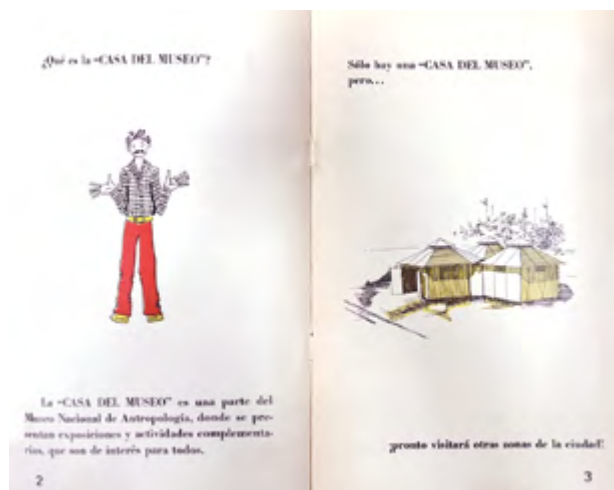 ¿Qué es la "CASA DEL MUSEO"?
La "CASA DEL MUSEO" es una parte del
Museo Nacional de Antropología, donde se pre-
sentan exposiciones y actividades complementa-
rias, que son de interés para todos.
2
Sólo hay una "CASA DEL MUSEO",
pero...
¡pronto visitará otras zonas de la ciudad!
3